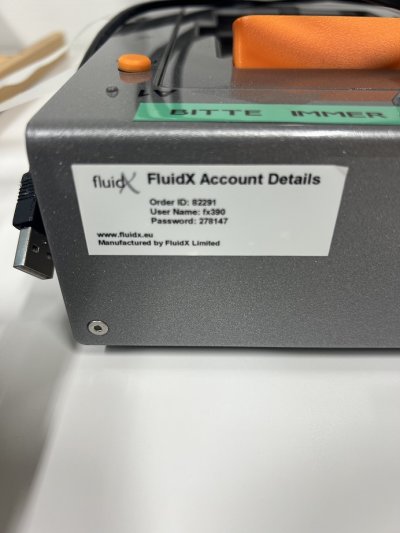 BITTE IMMER
fluidX FluidX Account Details
Order ID: 82291
User Name: fx390
Password: 278147
www.fluidx.eu
Manufactured by FluidX Limited